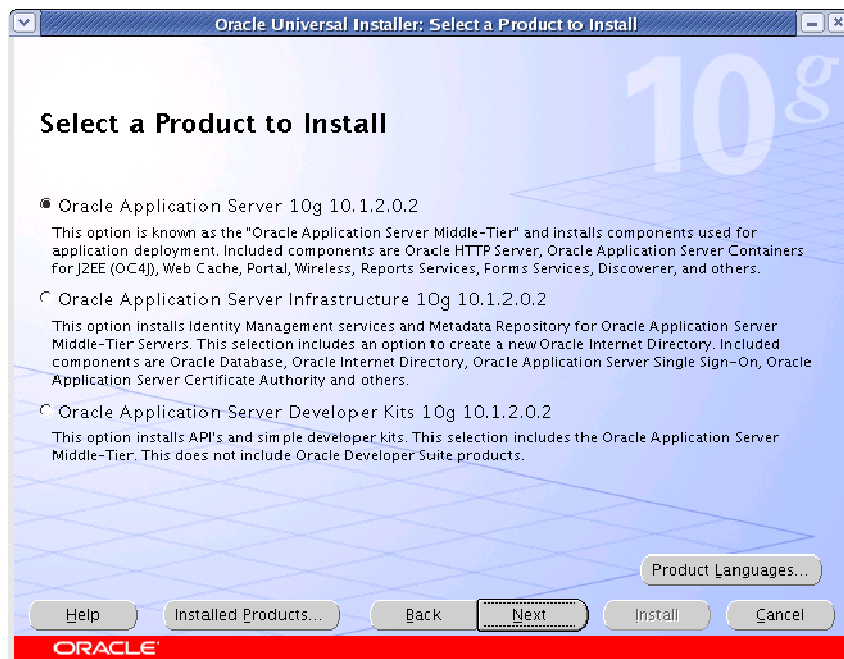 Oracle Universal Installer: Select a Product to Install
10g
Select a Product to Install
Oracle Application Server 10g 10.1.2.0.2
This option is known as the "Oracle Application Server Middle-Tier" and installs components used for
application deployment. Included components are Oracle HTTP Server, Oracle Application Server Containers
for J2EE (OC4J), Web Cache, Portal, Wireless, Reports Services, Forms Services, Discoverer, and others.
Oracle Application Server Infrastructure 10g 10.1.2.0.2
This option installs Identity Management services and Metadata Repository for Oracle Application Server
Middle-Tier Servers. This selection includes an option to create a new Oracle Internet Directory. Included
components are Oracle Database, Oracle Internet Directory, Oracle Application Server Single Sign-On, Oracle
Application Server Certificate Authority and others.
Oracle Application Server Developer Kits 10g 10.1.2.0.2
This option installs API's and simple developer kits. This selection includes the Oracle Application Server
Middle-Tier. This does not include Oracle Developer Suite products.
Product Languages...
Help Installed Products... Back Next Install Cancel
ORACLE